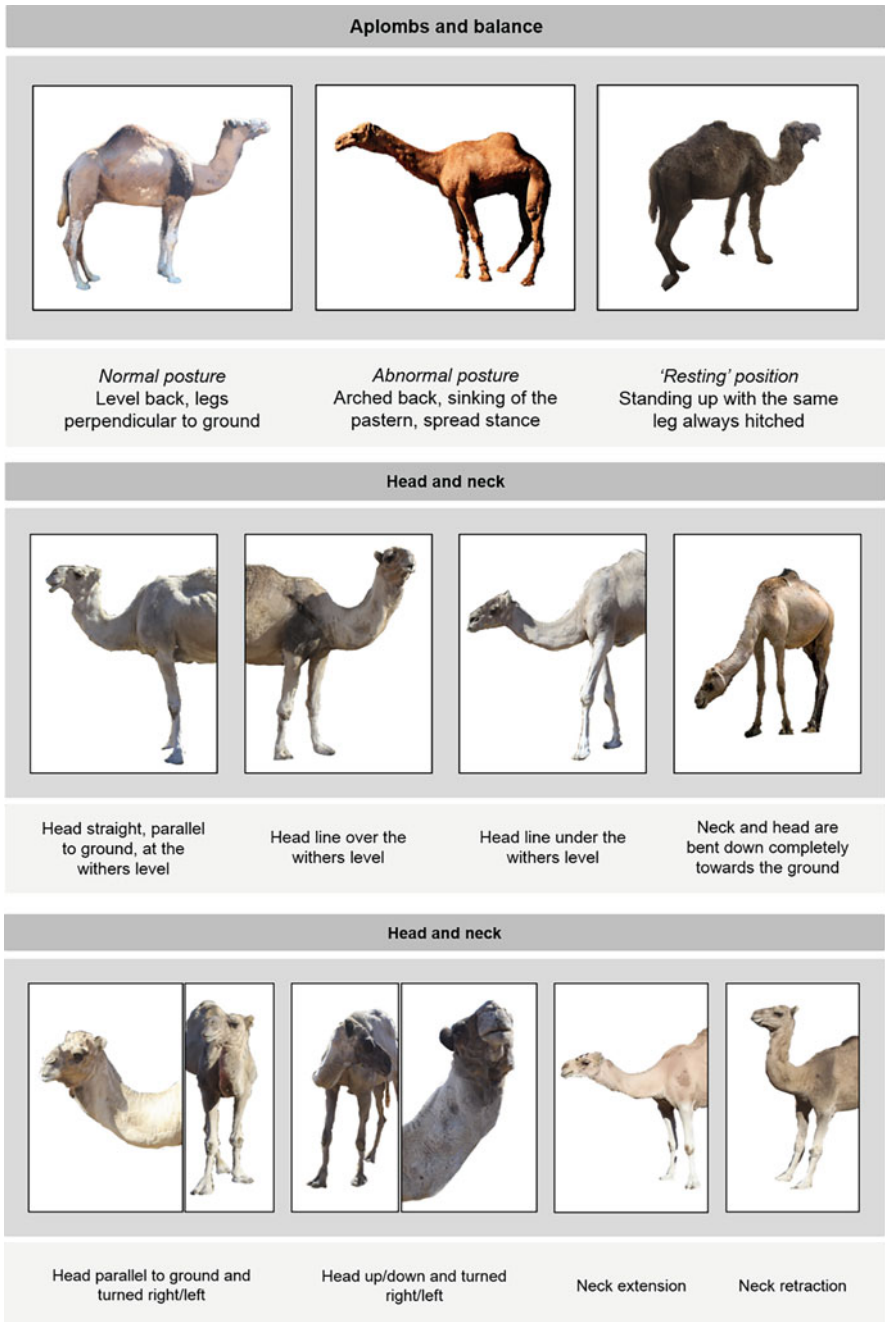 Aplombs and balance
Normal posture
Level back, legs
perpendicular to ground
Abnormal posture
Arched back, sinking of the
pastern, spread stance
‘Resting’ position
Standing up with the same
leg always hitched
Head and neck
Head straight, parallel
to ground, at the
withers level
Head line over the
withers level
Head line under the
withers level
Neck and head are
bent down completely
towards the ground
Head and neck
Head parallel to ground and
turned right/left
Head up/down and turned
right/left
Neck extension
Neck retraction